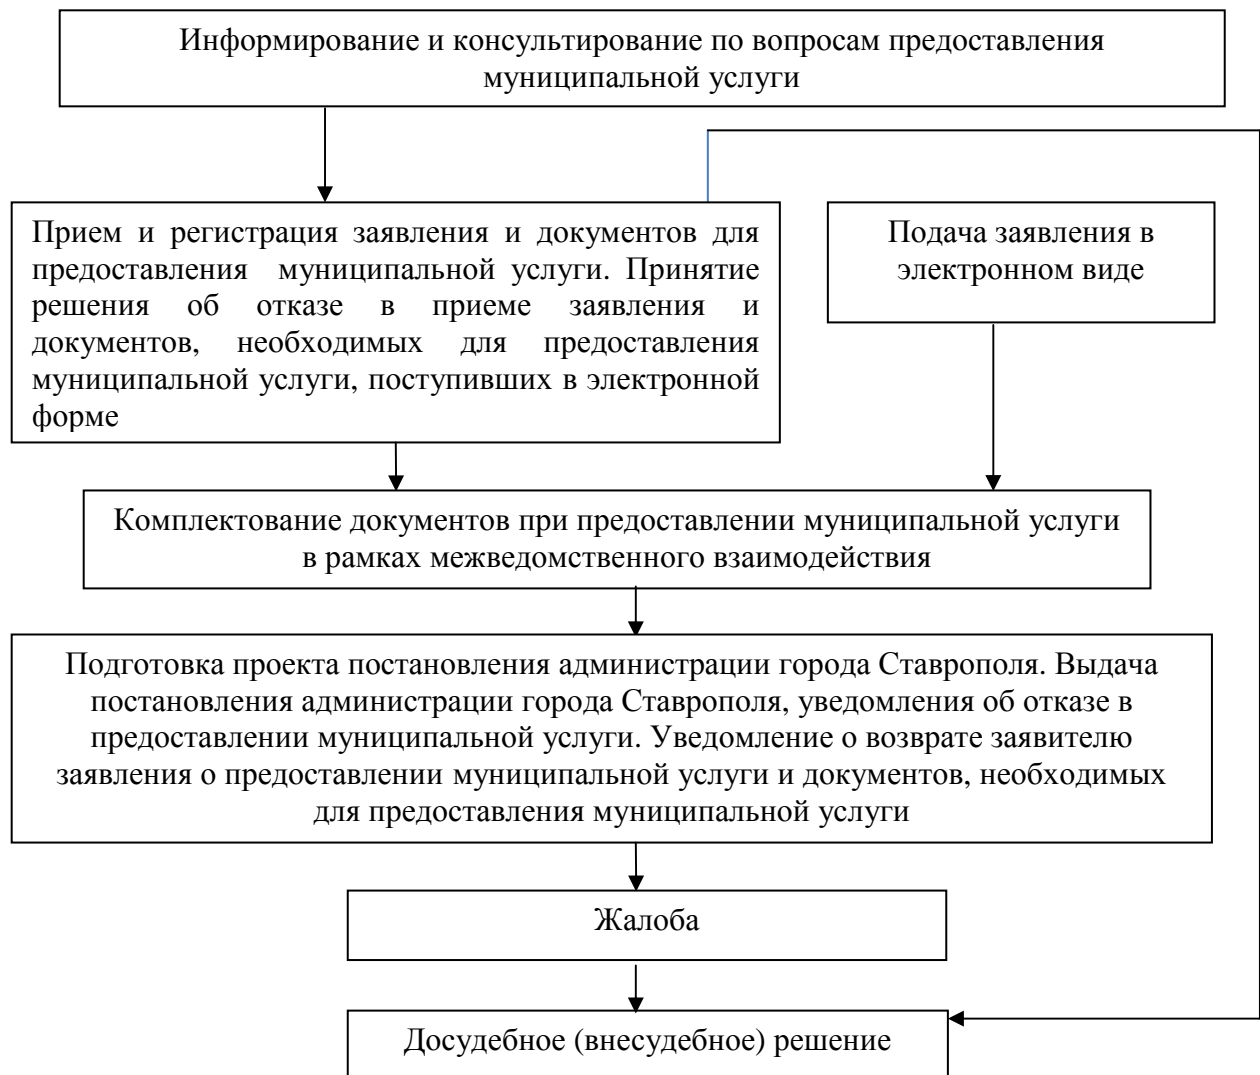 Информирование и консультирование по вопросам предоставления
муниципальной услуги
Прием и регистрация заявления и документов для
предоставления муниципальной услуги. Принятие
решения об отказе в приеме заявления и
документов, необходимых для предоставления
муниципальной услуги, поступивших в электронной
форме
Подача заявления в
электронном виде
Комплектование документов при предоставлении муниципальной услуги
в рамках межведомственного взаимодействия
Подготовка проекта постановления администрации города Ставрополя. Выдача
постановления администрации города Ставрополя, уведомления об отказе в
предоставлении муниципальной услуги. Уведомление о возврате заявителю
заявления о предоставлении муниципальной услуги и документов, необходимых
для предоставления муниципальной услуги
Жалоба
Досудебное (внесудебное) решение